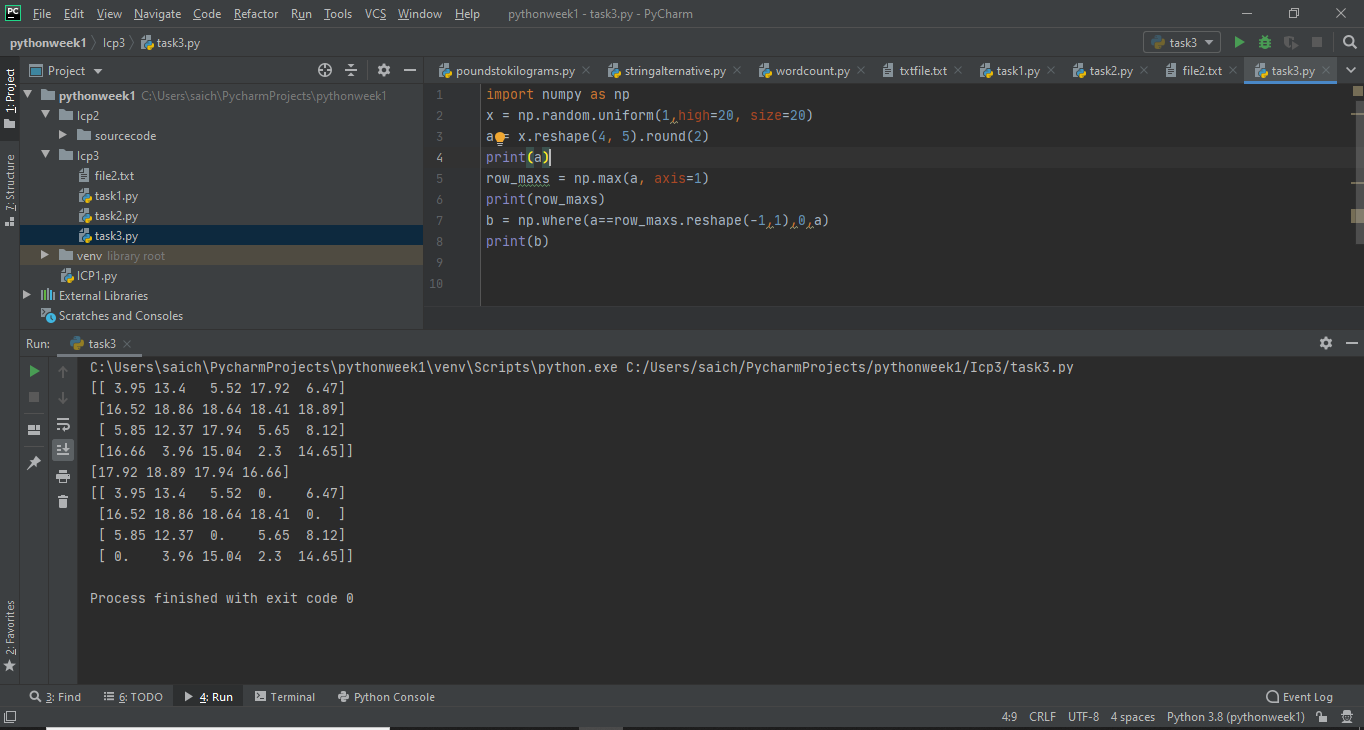 PC File Edit View Navigate Code Refactor Run Tools VCS Window Help pythonweek1 - task3.py - PyCharm
pythonweek1 Icp3 task3.py task3
1: Project
Project
poundstokilograms.py stringalternative.py wordcount.py txtfile.txt task1.py task2.py file2.txt task3.py
pythonweek1 C:\Users\saich\PycharmProjects\pythonweek1
Icp2
sourcecode
Icp3
file2.txt
task1.py
task2.py
task3.py
venv library root
ICP1.py
External Libraries
Scratches and Consoles
7: Structure
1 import numpy as np
2 x = np.random.uniform(1,high=20, size=20)
3 a = x.reshape(4, 5).round(2)
4 print(a)
5 row_maxs = np.max(a, axis=1)
6 print(row_maxs)
7 b = np.where(a==row_maxs.reshape(-1,1),0,a)
8 print(b)
9
10
Run: task3
C:\Users\saich\PycharmProjects\pythonweek1\venv\Scripts\python.exe C:/Users/saich/PycharmProjects/pythonweek1/Icp3/task3.py
[[ 3.95 13.4   5.52 17.92  6.47]
 [16.52 18.86 18.64 18.41 18.89]
 [ 5.85 12.37 17.94  5.65  8.12]
 [16.66  3.96 15.04  2.3  14.65]]
[17.92 18.89 17.94 16.66]
[[ 3.95 13.4   5.52  0.    6.47]
 [16.52 18.86 18.64 18.41  0.  ]
 [ 5.85 12.37  0.    5.65  8.12]
 [ 0.    3.96 15.04  2.3  14.65]]
Process finished with exit code 0
2: Favorites
3: Find 6: TODO 4: Run Terminal Python Console Event Log
4:9 CRLF UTF-8 4 spaces Python 3.8 (pythonweek1)